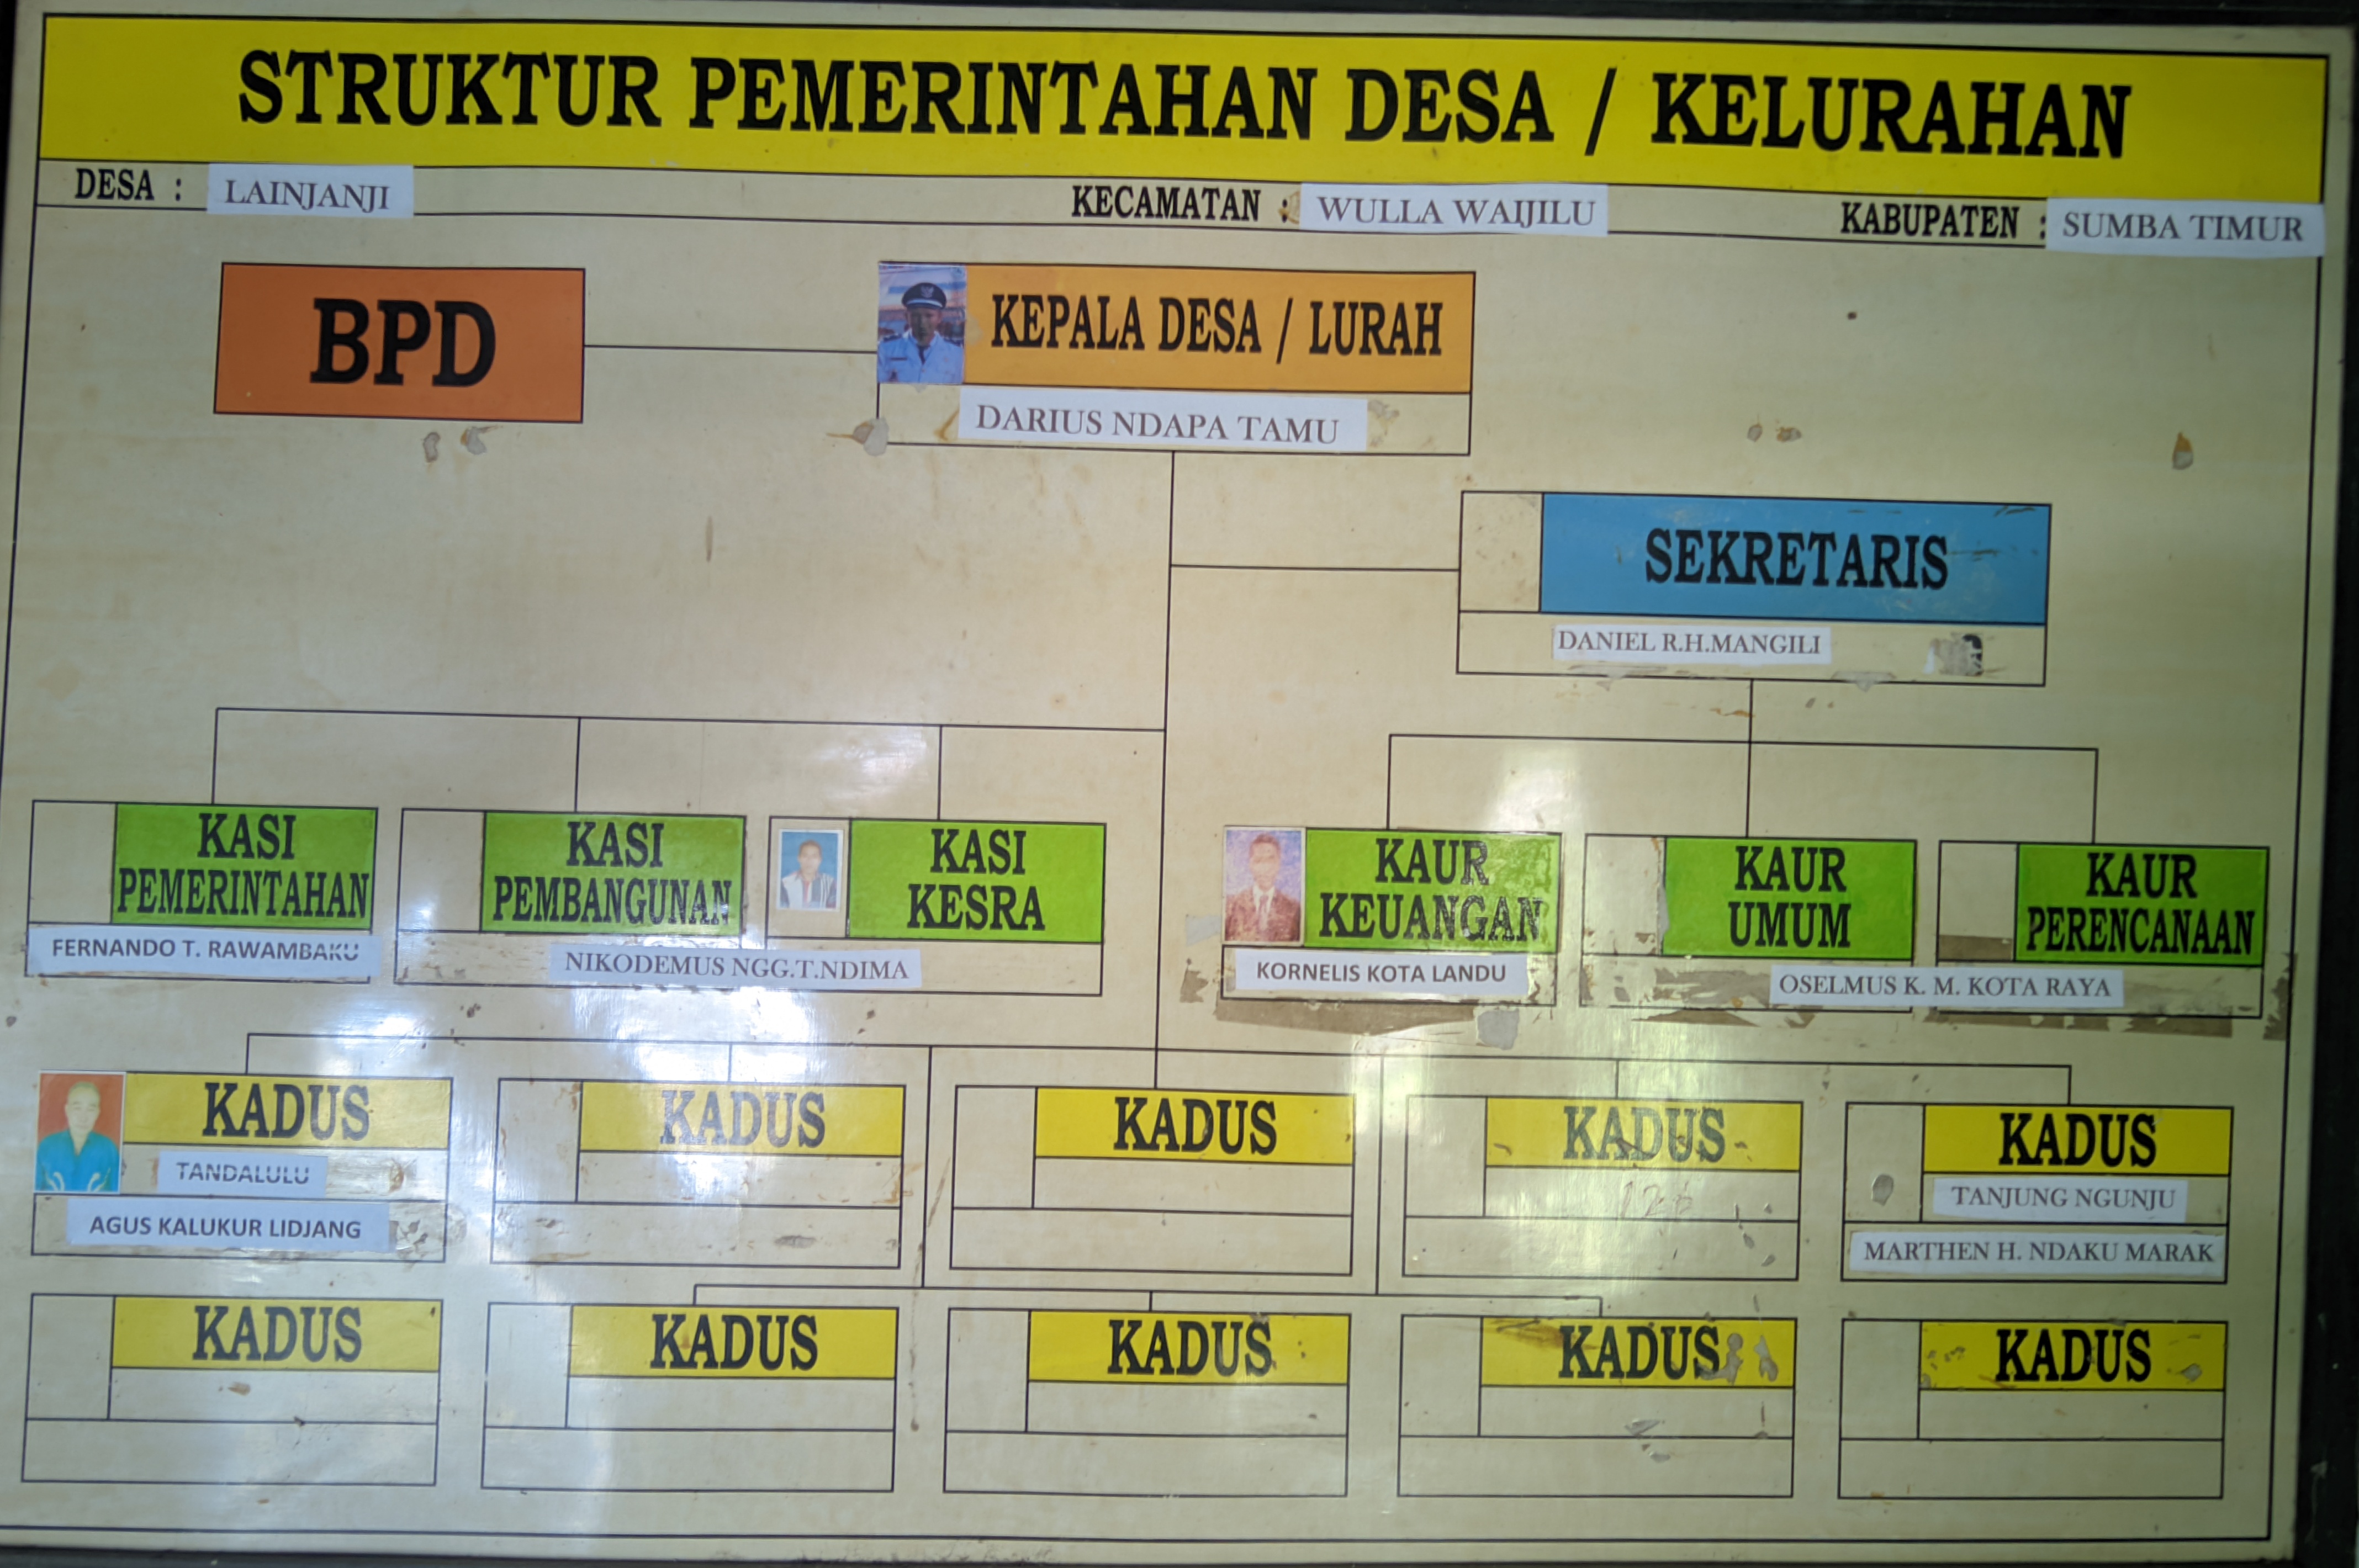 STRUKTUR PEMERINTAHAN DESA / KELURAHAN
DESA : LAINJANJI
KECAMATAN : WULLA WAIJILU
KABUPATEN : SUMBA TIMUR
BPD
KEPALA DESA / LURAH
DARIUS NDAPA TAMU
SEKRETARIS
DANIEL R.H.MANGILI
KASI
PEMERINTAHAN
FERNANDO T. RAWAMBAKU
KASI
PEMBANGUNAN
KASI
KESRA
NIKODEMUS NGG.T.NDIMA
KAUR
KEUANGAN
KORNELIS KOTA LANDU
KAUR
UMUM
KAUR
PERENCANAAN
OSELMUS K. M. KOTA RAYA
KADUS
TANDALULU
AGUS KALUKUR LIDJANG
KADUS
KADUS
KADUS
KADUS
TANJUNG NGUNJU
MARTHEN H. NDAKU MARAK
KADUS
KADUS
KADUS
KADUS
KADUS